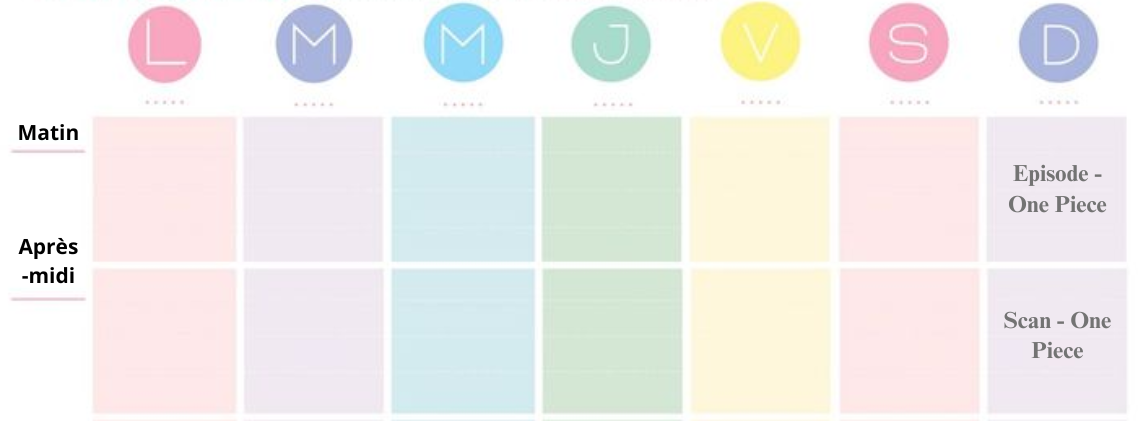 L M M J V S D
Matin
Episode -
One Piece
Après
-midi
Scan - One
Piece